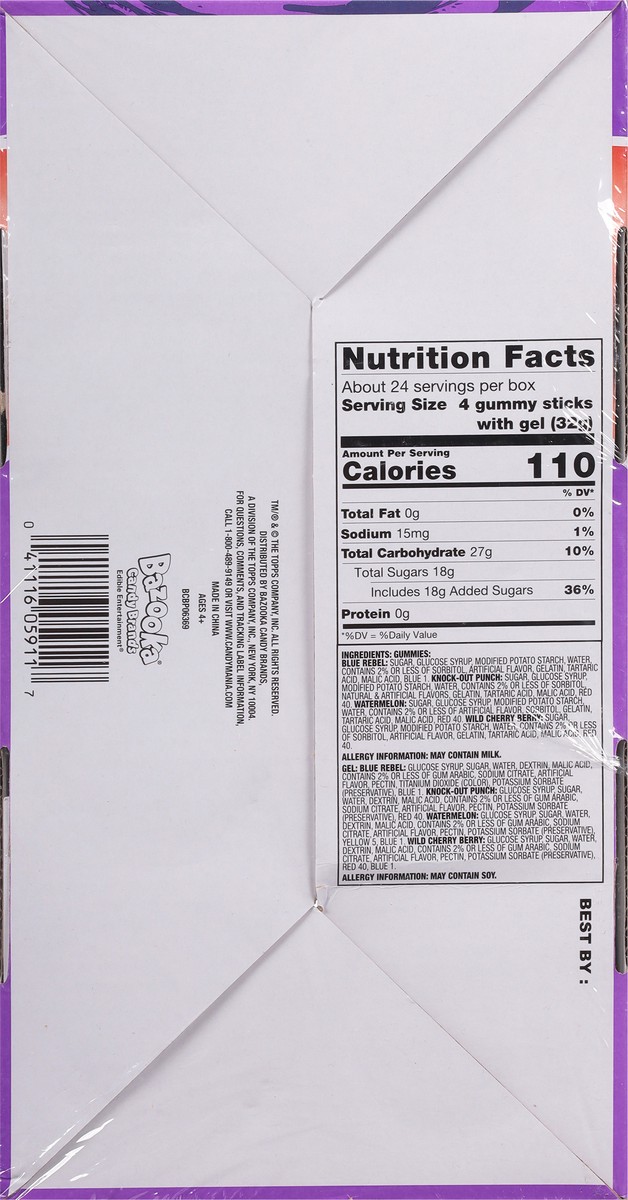 Nutrition Facts
About 24 servings per box
Serving Size 4 gummy sticks
with gel (32g)
Amount Per Serving
Calories 110
% DV*
Total Fat 0g 0%
Sodium 15mg 1%
Total Carbohydrate 27g 10%
Total Sugars 18g
Includes 18g Added Sugars 36%
Protein 0g
*%DV = %Daily Value
INGREDIENTS: GUMMIES:
BLUE REBEL: SUGAR, GLUCOSE SYRUP, MODIFIED POTATO STARCH, WATER,
CONTAINS 2% OR LESS OF SORBITOL, ARTIFICIAL FLAVOR, GELATIN, TARTARIC
ACID, MALIC ACID, BLUE 1. KNOCK-OUT PUNCH: SUGAR, GLUCOSE SYRUP,
MODIFIED POTATO STARCH, WATER, CONTAINS 2% OR LESS OF SORBITOL,
NATURAL & ARTIFICIAL FLAVORS, GELATIN, TARTARIC ACID, MALIC ACID, RED
40. WATERMELON: SUGAR, GLUCOSE SYRUP, MODIFIED POTATO STARCH,
WATER, CONTAINS 2% OR LESS OF ARTIFICIAL FLAVOR, SORBITOL, GELATIN,
TARTARIC ACID, MALIC ACID, RED 40. WILD CHERRY BERRY: SUGAR,
GLUCOSE SYRUP, MODIFIED POTATO STARCH, WATER, CONTAINS 2% OR LESS
OF SORBITOL, ARTIFICIAL FLAVOR, GELATIN, TARTARIC ACID, MALIC ACID, RED
40.
ALLERGY INFORMATION: MAY CONTAIN MILK.
GEL: BLUE REBEL: GLUCOSE SYRUP, SUGAR, WATER, DEXTRIN, MALIC ACID,
CONTAINS 2% OR LESS OF GUM ARABIC, SODIUM CITRATE, ARTIFICIAL
FLAVOR, PECTIN, TITANIUM DIOXIDE (COLOR), POTASSIUM SORBATE
(PRESERVATIVE), BLUE 1. KNOCK-OUT PUNCH: GLUCOSE SYRUP, SUGAR,
WATER, DEXTRIN, MALIC ACID, CONTAINS 2% OR LESS OF GUM ARABIC,
SODIUM CITRATE, ARTIFICIAL FLAVOR, PECTIN, POTASSIUM SORBATE
(PRESERVATIVE), RED 40. WATERMELON: GLUCOSE SYRUP, SUGAR, WATER,
DEXTRIN, MALIC ACID, CONTAINS 2% OR LESS OF GUM ARABIC, SODIUM
CITRATE, ARTIFICIAL FLAVOR, PECTIN, POTASSIUM SORBATE (PRESERVATIVE),
YELLOW 5, BLUE 1. WILD CHERRY BERRY: GLUCOSE SYRUP, SUGAR, WATER,
DEXTRIN, MALIC ACID, CONTAINS 2% OR LESS OF GUM ARABIC, SODIUM
CITRATE, ARTIFICIAL FLAVOR, PECTIN, POTASSIUM SORBATE (PRESERVATIVE),
RED 40, BLUE 1.
ALLERGY INFORMATION: MAY CONTAIN SOY.
BEST BY :
TM/® & © THE TOPPS COMPANY, INC. ALL RIGHTS RESERVED.
DISTRIBUTED BY BAZOOKA CANDY BRANDS,
A DIVISION OF THE TOPPS COMPANY, INC., NEW YORK, NY 10004.
FOR QUESTIONS, COMMENTS, AND TRACKING LABEL INFORMATION,
CALL 1-800-489-9149 OR VISIT WWW.CANDYMANIA.COM
MADE IN CHINA
AGES 4+
BCBP06369
BaZooKa®
Candy Brands
Edible Entertainment®
0 41116 05911 7